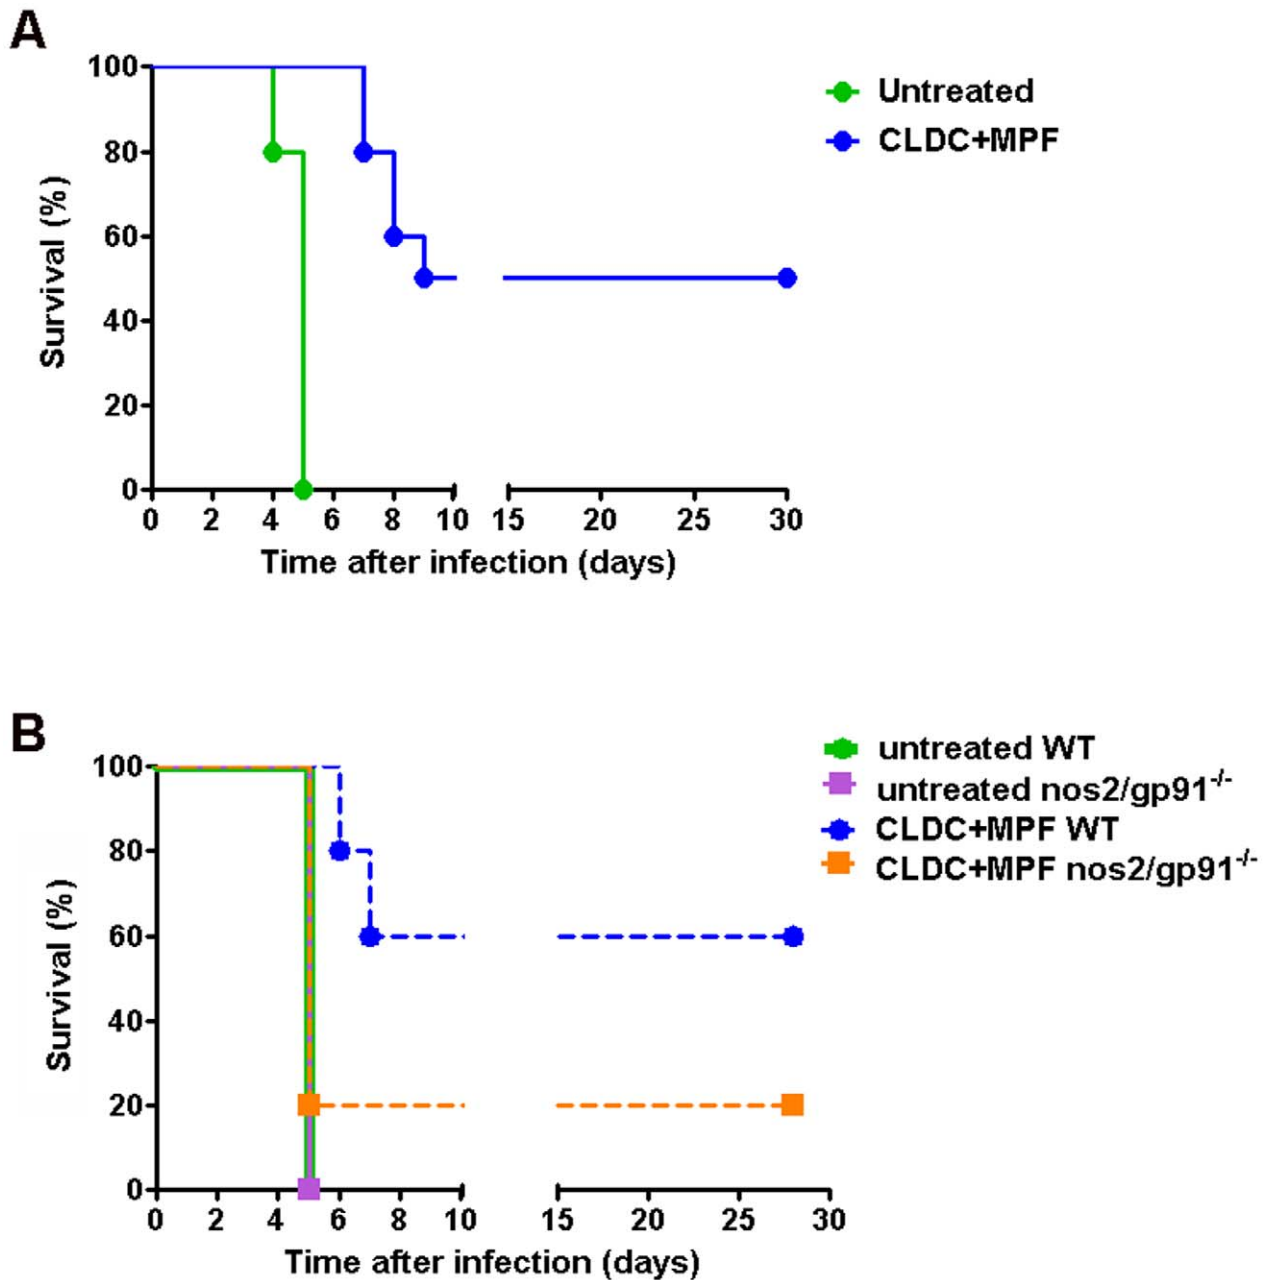 A
100
80
60
40
20
0
Survival (%)
0 2 4 6 8 10 15 20 25 30
Time after infection (days)
Untreated
CLDC+MPF
B
100
80
60
40
20
0
Survival (%)
0 2 4 6 8 10 15 20 25 30
Time after infection (days)
untreated WT
untreated nos2/gp91-/-
CLDC+MPF WT
CLDC+MPF nos2/gp91-/-